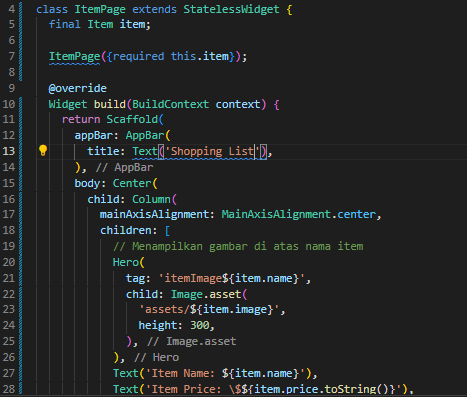 4 class ItemPage extends StatelessWidget {
5 final Item item;
6
7 ItemPage({required this.item});
8
9 @override
10 Widget build(BuildContext context) {
11 return Scaffold(
12 appBar: AppBar(
13 title: Text('Shopping List'),
14 ), // AppBar
15 body: Center(
16 child: Column(
17 mainAxisAlignment: MainAxisAlignment.center,
18 children: [
19 // Menampilkan gambar di atas nama item
20 Hero(
21 tag: 'itemImage${item.name}',
22 child: Image.asset(
23 'assets/${item.image}',
24 height: 300,
25 ), // Image.asset
26 ), // Hero
27 Text('Item Name: ${item.name}'),
28 Text('Item Price: \$${item.price.toString()}'),